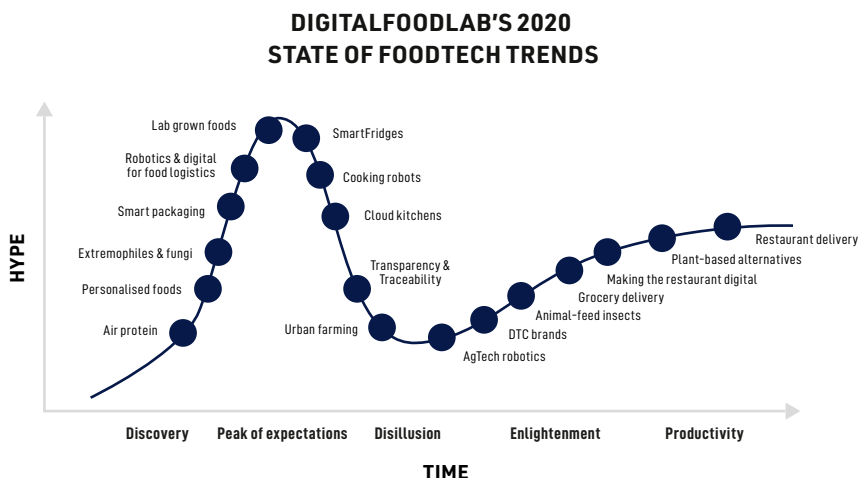 DIGITALFOODLAB'S 2020
STATE OF FOODTECH TRENDS
HYPE
Lab grown foods
Robotics & digital
for food logistics
Smart packaging
Extremophiles & fungi
Personalised foods
Air protein
SmartFridges
Cooking robots
Cloud kitchens
Transparency &
Traceability
Urban farming
AgTech robotics
DTC brands
Animal-feed insects
Grocery delivery
Making the restaurant digital
Plant-based alternatives
Restaurant delivery
Discovery
Peak of expectations
Disillusion
Enlightenment
Productivity
TIME